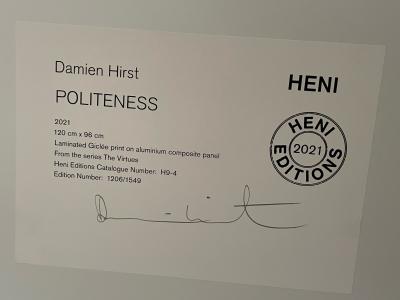 Damien Hirst
HENI
POLITENESS
2021
120 cm x 96 cm
Laminated Giclée print on aluminium composite panel
From the series The Virtues
Heni Editions Catalogue Number: H9-4
Edition Number: 1206/1549
HENI
2021
EDITIONS